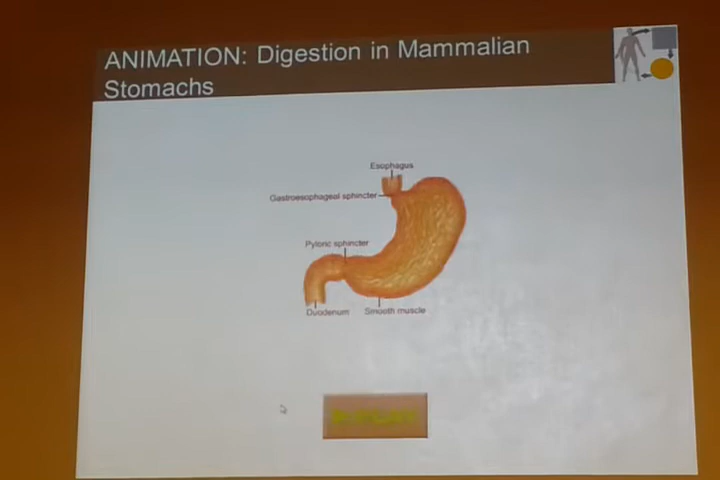 ANIMATION: Digestion in Mammalian
Stomachs
Esophagus
Gastroesophageal sphincter
Pyloric sphincter
Duodenum
Smooth muscle